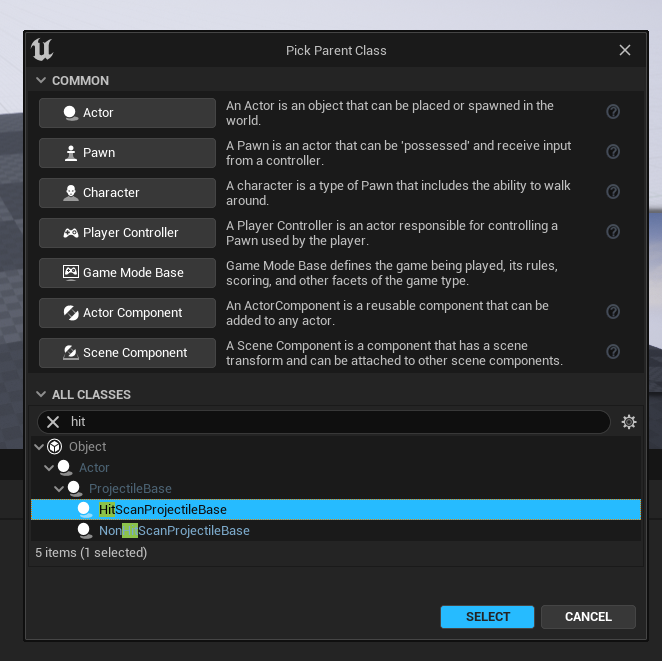 Pick Parent Class
COMMON
Actor
An Actor is an object that can be placed or spawned in the
world.
Pawn
A Pawn is an actor that can be 'possessed' and receive input
from a controller.
Character
A character is a type of Pawn that includes the ability to walk
around.
Player Controller
A Player Controller is an actor responsible for controlling a
Pawn used by the player.
Game Mode Base
Game Mode Base defines the game being played, its rules,
scoring, and other facets of the game type.
Actor Component
An ActorComponent is a reusable component that can be
added to any actor.
Scene Component
A Scene Component is a component that has a scene
transform and can be attached to other scene components.
ALL CLASSES
hit
Object
Actor
ProjectileBase
HitScanProjectileBase
NonHitScanProjectileBase
5 items (1 selected)
SELECT
CANCEL